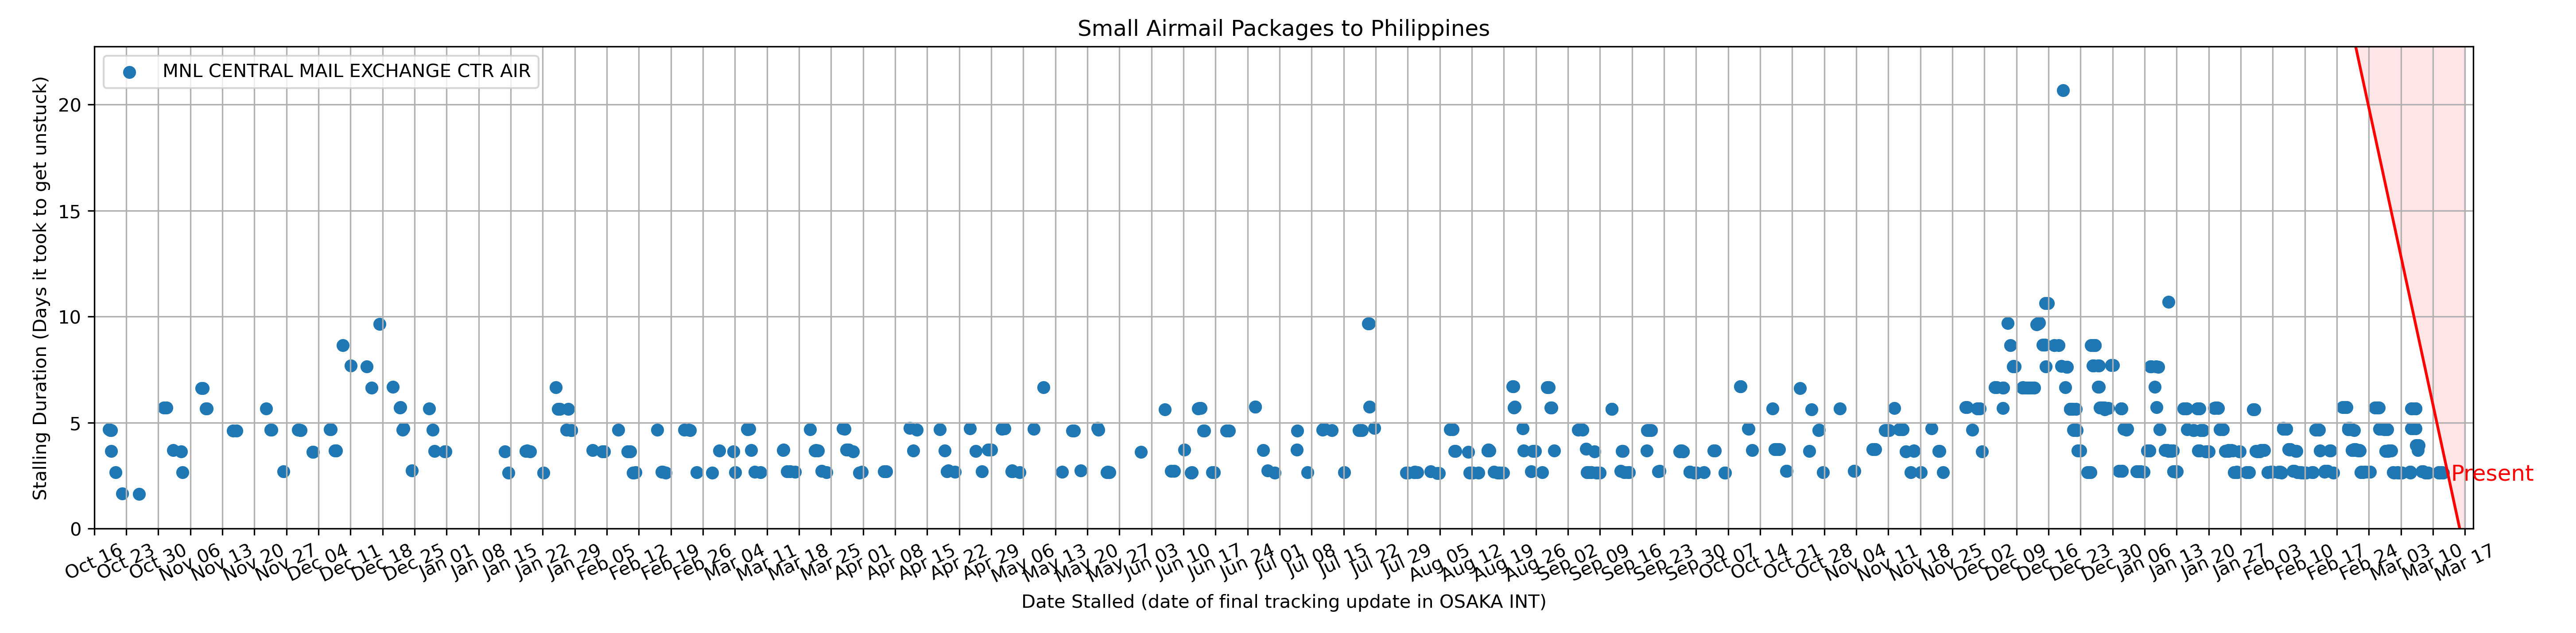 Small Airmail Packages to Philippines
MNL CENTRAL MAIL EXCHANGE CTR AIR
Stalling Duration (Days it took to get unstuck)
20
15
10
5
0
Present
Oct 16
Oct 23
Oct 30
Nov 06
Nov 13
Nov 20
Nov 27
Dec 04
Dec 11
Dec 18
Dec 25
Jan 01
Jan 08
Jan 15
Jan 22
Jan 29
Feb 05
Feb 12
Feb 19
Feb 26
Mar 04
Mar 11
Mar 18
Mar 25
Apr 01
Apr 08
Apr 15
Apr 22
Apr 29
May 06
May 13
May 20
May 27
Jun 03
Jun 10
Jun 17
Jun 24
Jul 01
Jul 08
Jul 15
Jul 22
Jul 29
Aug 05
Aug 12
Aug 19
Aug 26
Sep 02
Sep 09
Sep 16
Sep 23
Sep 30
Oct 07
Oct 14
Oct 21
Oct 28
Nov 04
Nov 11
Nov 18
Nov 25
Dec 02
Dec 09
Dec 16
Dec 23
Dec 30
Jan 06
Jan 13
Jan 20
Jan 27
Feb 03
Feb 10
Feb 17
Feb 24
Mar 03
Mar 10
Mar 17
Date Stalled (date of final tracking update in OSAKA INT)